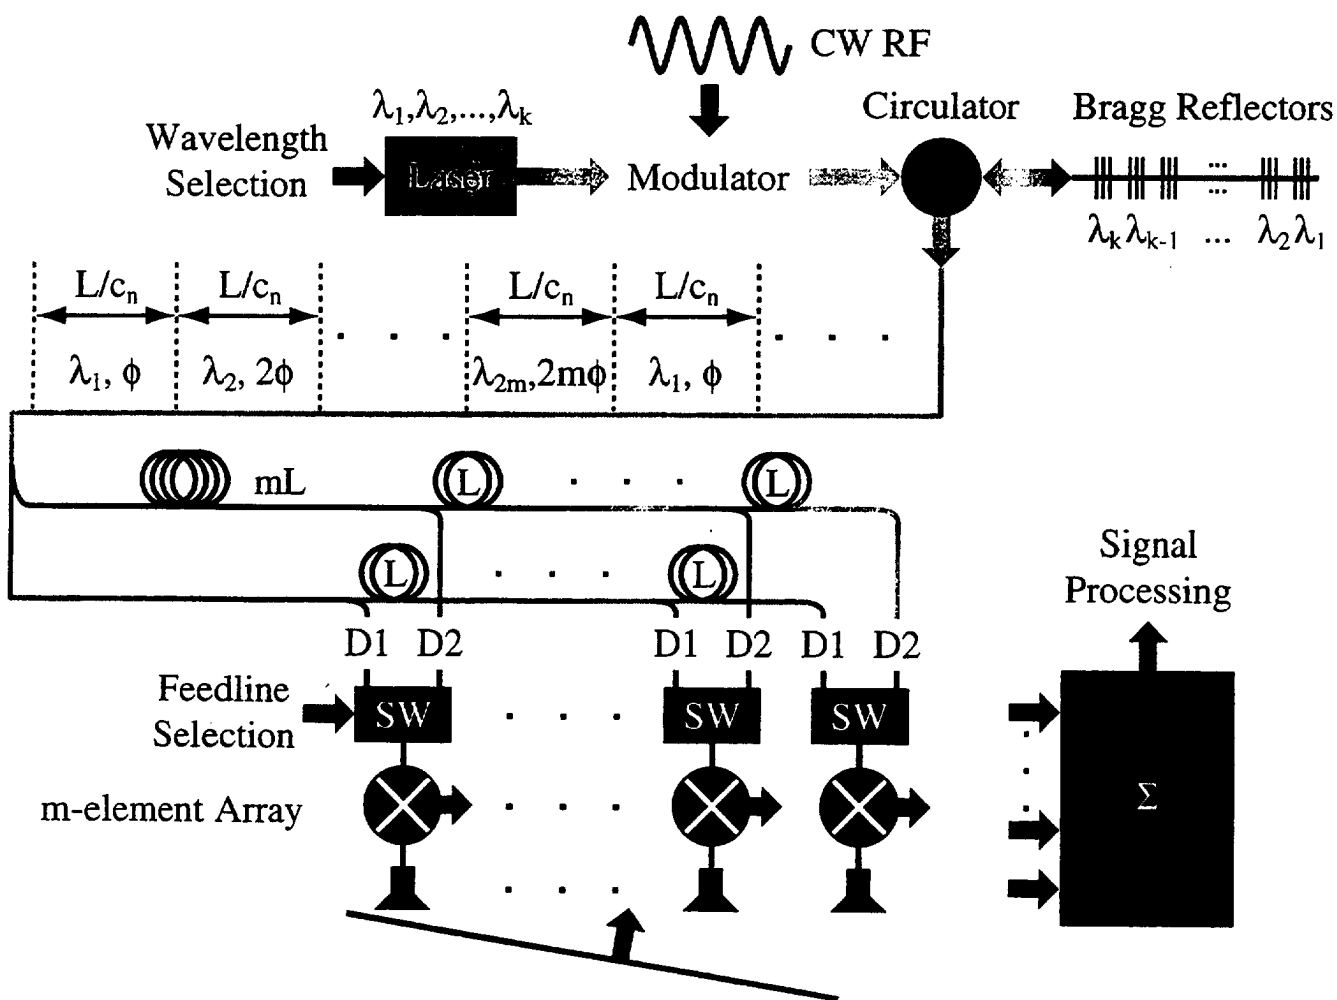 CW RF
λ1,λ2,...,λk
Circulator
Bragg Reflectors
Wavelength
Selection
Laser
Modulator
λk λk-1 ... λ2 λ1
L/cn
L/cn
L/cn
L/cn
λ1, ϕ
λ2, 2ϕ
λ2m,2mϕ
λ1, ϕ
mL
L
L
L
L
Signal
Processing
D1
D2
D1
D2
D1
D2
Feedline
Selection
SW
SW
SW
m-element Array
Σ